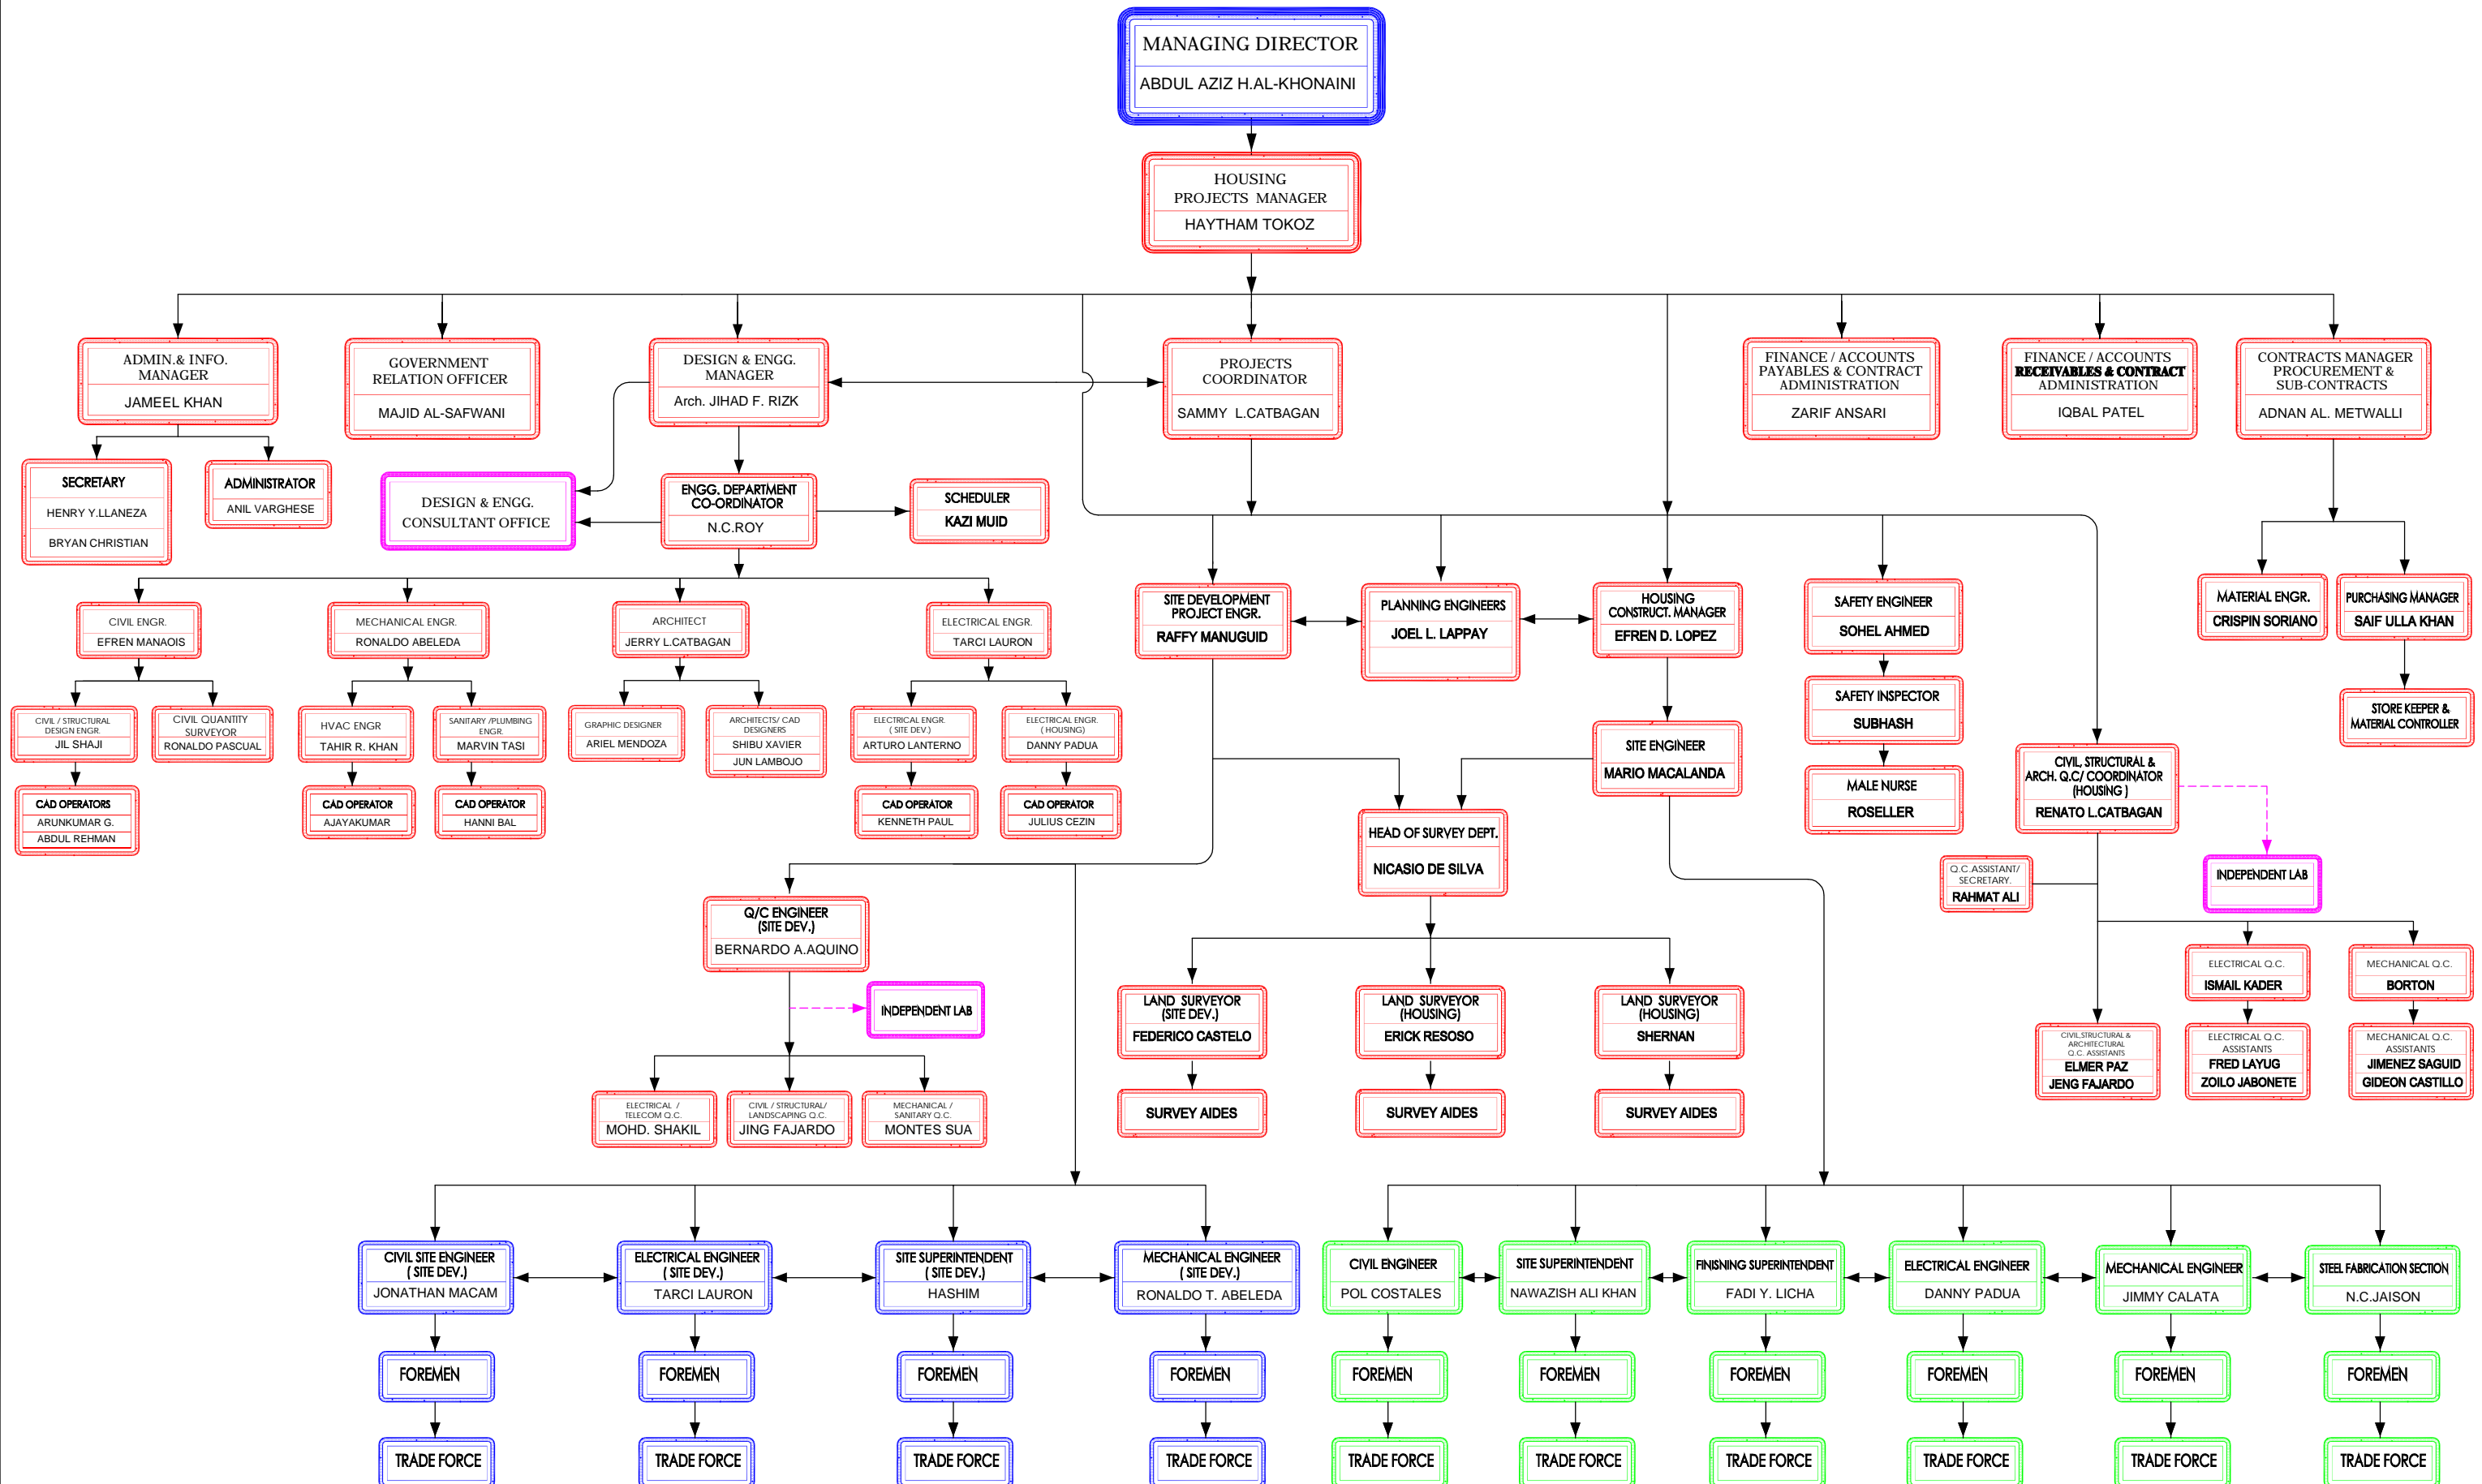 MANAGING DIRECTOR
ABDUL AZIZ H.AL-KHONAINI
HOUSING
PROJECTS MANAGER
HAYTHAM TOKOZ
ADMIN.& INFO.
MANAGER
JAMEEL KHAN
GOVERNMENT
RELATION OFFICER
MAJID AL-SAFWANI
DESIGN & ENGG.
MANAGER
Arch. JIHAD F. RIZK
PROJECTS
COORDINATOR
SAMMY L.CATBAGAN
FINANCE / ACCOUNTS
PAYABLES & CONTRACT
ADMINISTRATION
ZARIF ANSARI
FINANCE / ACCOUNTS
RECEIVABLES & CONTRACT
ADMINISTRATION
IQBAL PATEL
CONTRACTS MANAGER
PROCUREMENT &
SUB-CONTRACTS
ADNAN AL. METWALLI
SECRETARY
HENRY Y.LLANEZA
BRYAN CHRISTIAN
ADMINISTRATOR
ANIL VARGHESE
DESIGN & ENGG.
CONSULTANT OFFICE
ENGG. DEPARTMENT
CO-ORDINATOR
N.C.ROY
SCHEDULER
KAZI MUID
CIVIL ENGR.
EFREN MANAOIS
MECHANICAL ENGR.
RONALDO ABELEDA
ARCHITECT
JERRY L.CATBAGAN
ELECTRICAL ENGR.
TARCI LAURON
SITE DEVELOPMENT
PROJECT ENGR.
RAFFY MANUGUID
PLANNING ENGINEERS
JOEL L. LAPPAY
HOUSING
CONSTRUCT. MANAGER
EFREN D. LOPEZ
SAFETY ENGINEER
SOHEL AHMED
MATERIAL ENGR.
CRISPIN SORIANO
PURCHASING MANAGER
SAIF ULLA KHAN
CIVIL / STRUCTURAL
DESIGN ENGR.
JIL SHAJI
CIVIL QUANTITY
SURVEYOR
RONALDO PASCUAL
HVAC ENGR
TAHIR R. KHAN
SANITARY /PLUMBING
ENGR.
MARVIN TASI
GRAPHIC DESIGNER
ARIEL MENDOZA
ARCHITECTS/ CAD
DESIGNERS
SHIBU XAVIER
JUN LAMBOJO
ELECTRICAL ENGR.
( SITE DEV.)
ARTURO LANTERNO
ELECTRICAL ENGR.
( HOUSING)
DANNY PADUA
SAFETY INSPECTOR
SUBHASH
STORE KEEPER &
MATERIAL CONTROLLER
SITE ENGINEER
MARIO MACALANDA
CIVIL, STRUCTURAL &
ARCH. Q.C/ COORDINATOR
(HOUSING )
RENATO L.CATBAGAN
CAD OPERATORS
ARUNKUMAR G.
ABDUL REHMAN
CAD OPERATOR
AJAYAKUMAR
CAD OPERATOR
HANNI BAL
CAD OPERATOR
KENNETH PAUL
CAD OPERATOR
JULIUS CEZIN
MALE NURSE
ROSELLER
HEAD OF SURVEY DEPT.
NICASIO DE SILVA
Q.C.ASSISTANT/
SECRETARY.
RAHMAT ALI
INDEPENDENT LAB
Q/C ENGINEER
(SITE DEV.)
BERNARDO A.AQUINO
INDEPENDENT LAB
ELECTRICAL Q.C.
ISMAIL KADER
MECHANICAL Q.C.
BORTON
LAND SURVEYOR
(SITE DEV.)
FEDERICO CASTELO
LAND SURVEYOR
(HOUSING)
ERICK RESOSO
LAND SURVEYOR
(HOUSING)
SHERNAN
CIVIL,STRUCTURAL &
ARCHITECTURAL
Q.C. ASSISTANTS
ELMER PAZ
JENG FAJARDO
ELECTRICAL Q.C.
ASSISTANTS
FRED LAYUG
ZOILO JABONETE
MECHANICAL Q.C.
ASSISTANTS
JIMENEZ SAGUID
GIDEON CASTILLO
ELECTRICAL /
TELECOM Q.C.
MOHD. SHAKIL
CIVIL / STRUCTURAL/
LANDSCAPING Q.C.
JING FAJARDO
MECHANICAL /
SANITARY Q.C.
MONTES SUA
SURVEY AIDES
SURVEY AIDES
SURVEY AIDES
CIVIL SITE ENGINEER
( SITE DEV.)
JONATHAN MACAM
ELECTRICAL ENGINEER
( SITE DEV.)
TARCI LAURON
SITE SUPERINTENDENT
( SITE DEV.)
HASHIM
MECHANICAL ENGINEER
( SITE DEV.)
RONALDO T. ABELEDA
CIVIL ENGINEER
POL COSTALES
SITE SUPERINTENDENT
NAWAZISH ALI KHAN
FINISHING SUPERINTENDENT
FADI Y. LICHA
ELECTRICAL ENGINEER
DANNY PADUA
MECHANICAL ENGINEER
JIMMY CALATA
STEEL FABRICATION SECTION
N.C.JAISON
FOREMEN
FOREMEN
FOREMEN
FOREMEN
FOREMEN
FOREMEN
FOREMEN
FOREMEN
FOREMEN
FOREMEN
TRADE FORCE
TRADE FORCE
TRADE FORCE
TRADE FORCE
TRADE FORCE
TRADE FORCE
TRADE FORCE
TRADE FORCE
TRADE FORCE
TRADE FORCE